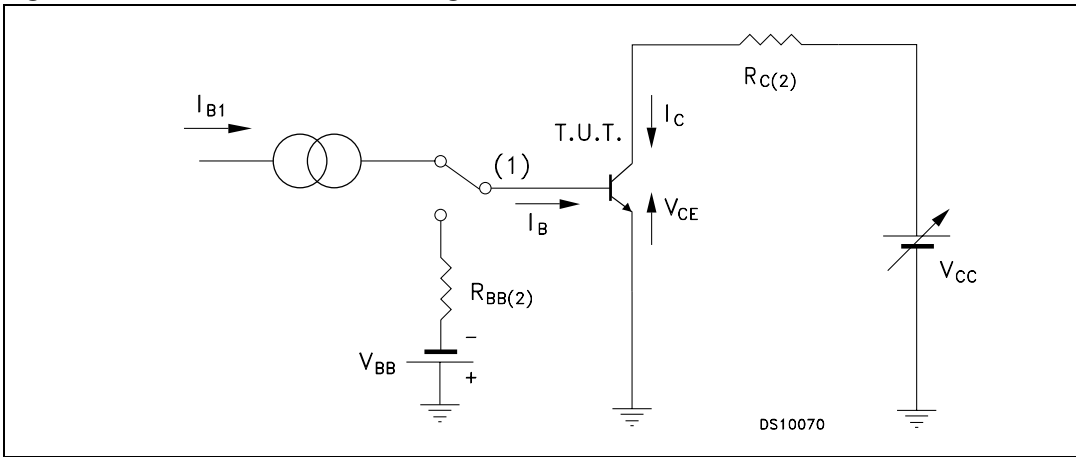 I_B1
R_C(2)
I_C
T.U.T.
(1)
V_CE
I_B
V_CC
R_BB(2)
V_BB
−
+
DS10070